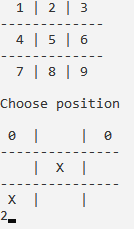 1 | 2 | 3
---------------
4 | 5 | 6
---------------
7 | 8 | 9
Choose position
0 |   | 0
---------------
  | X |
---------------
X |   |
2